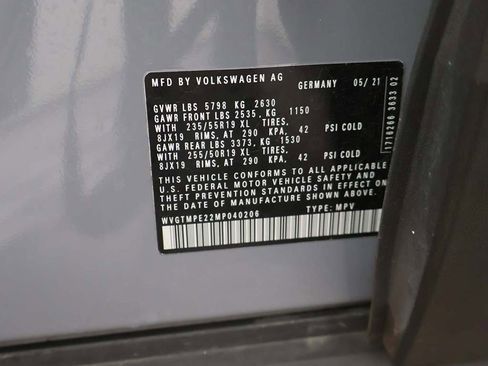 MFD BY VOLKSWAGEN AG
GERMANY 05/21
GVWR LBS 5798 KG 2630
GAWR FRONT LBS 2535, KG 1150
WITH 235/55R19 XL TIRES,
8JX19 RIMS, AT 290 KPA, 42 PSI COLD
GAWR REAR LBS 3373, KG 1530
WITH 255/50R19 XL TIRES,
8JX19 RIMS, AT 290 KPA, 42 PSI COLD
THIS VEHICLE CONFORMS TO ALL APPLICABLE
U.S. FEDERAL MOTOR VEHICLE SAFETY AND
THEFT PREVENTION STANDARDS IN EFFECT ON
THE DATE OF MANUFACTURE SHOWN ABOVE.
WVGTMPE22MP040206 TYPE: MPV